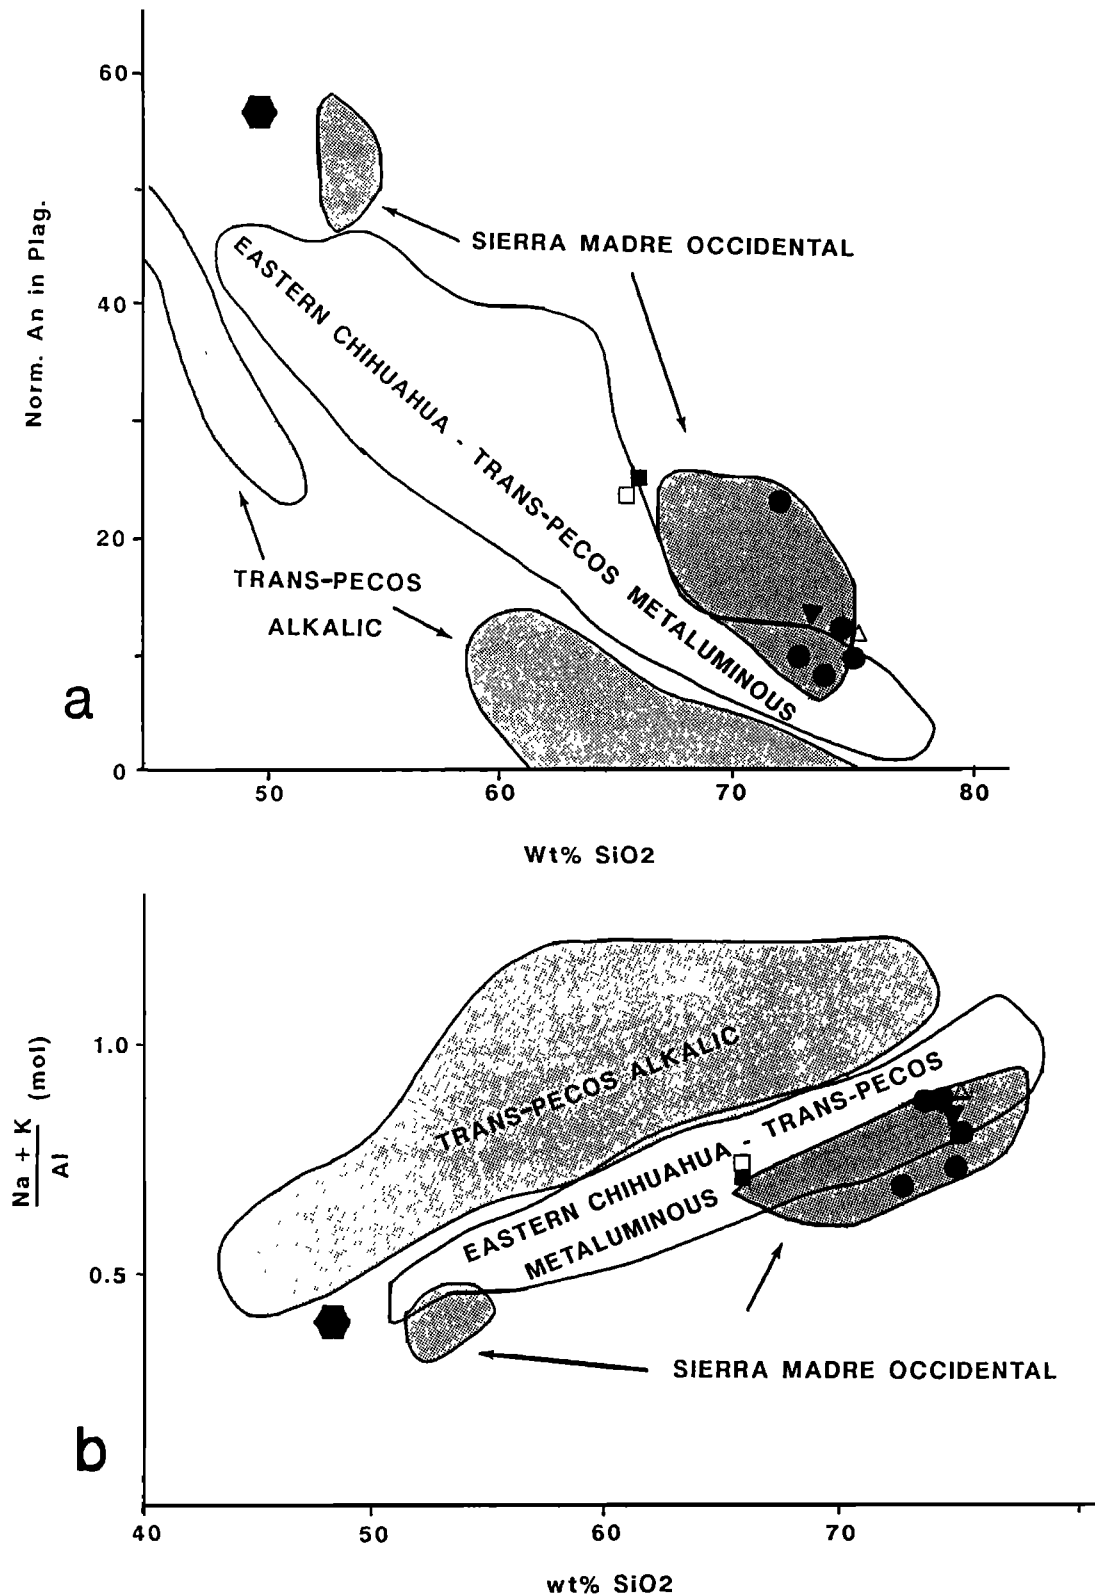 60
40
20
0
Norm. An in Plag.
SIERRA MADRE OCCIDENTAL
EASTERN CHIHUAHUA - TRANS-PECOS METALUMINOUS
TRANS-PECOS
ALKALIC
a
50
60
70
80
Wt% SiO2
1.0
0.5
Na + K
Al
(mol)
TRANS-PECOS ALKALIC
EASTERN CHIHUAHUA - TRANS-PECOS
METALUMINOUS
SIERRA MADRE OCCIDENTAL
b
40
50
60
70
wt% SiO2